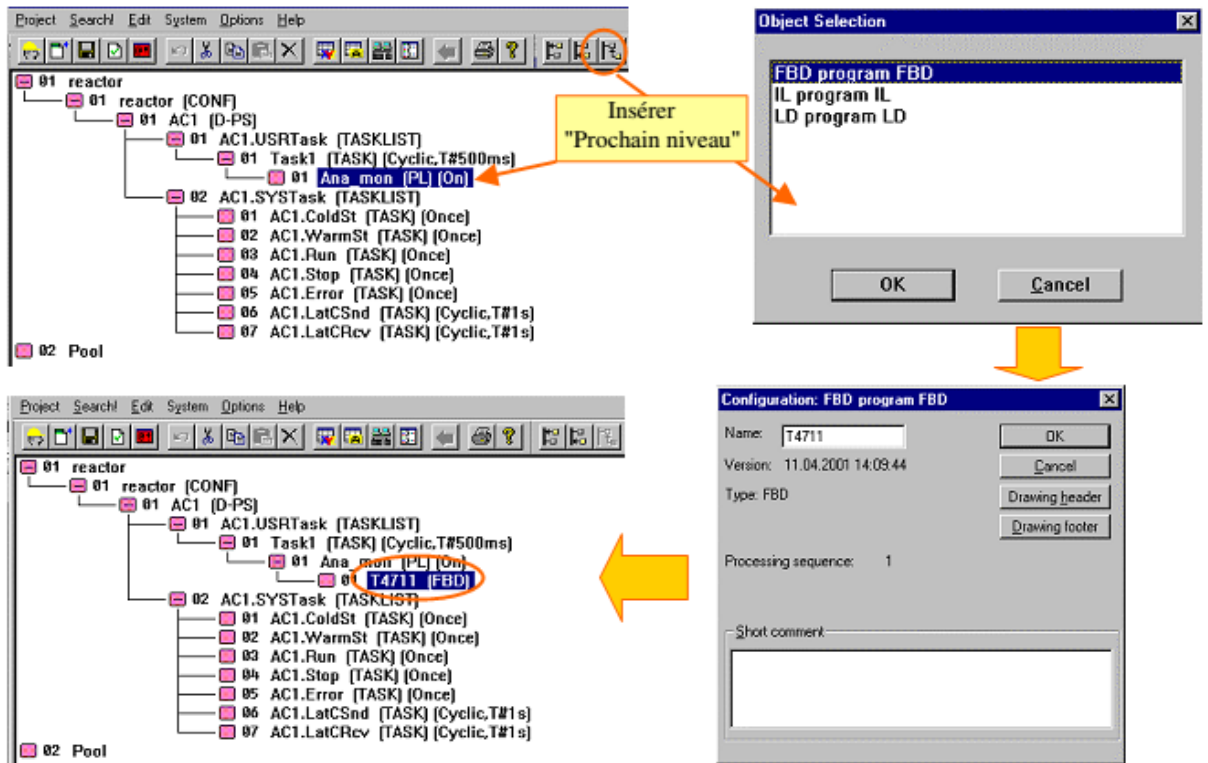 Project Search! Edit System Options Help
01 reactor
01 reactor (CONF)
01 AC1 (D-PS)
01 AC1.USRTask (TASKLIST)
01 Task1 (TASK) (Cyclic,T#500ms)
01 Ana_mon (PL) (On)
02 AC1.SYSTask (TASKLIST)
01 AC1.ColdSt (TASK) (Once)
02 AC1.WarmSt (TASK) (Once)
03 AC1.Run (TASK) (Once)
04 AC1.Stop (TASK) (Once)
05 AC1.Error (TASK) (Once)
06 AC1.LatCSnd (TASK) (Cyclic,T#1s)
07 AC1.LatCRcv (TASK) (Cyclic,T#1s)
02 Pool
Insérer
"Prochain niveau"
Object Selection
FBD program FBD
IL program IL
LD program LD
OK
Cancel
Configuration: FBD program FBD
Name: T4711
OK
Version: 11.04.2001 14:09:44
Cancel
Type: FBD
Drawing header
Drawing footer
Processing sequence: 1
Short comment
Project Search! Edit System Options Help
01 reactor
01 reactor (CONF)
01 AC1 (D-PS)
01 AC1.USRTask (TASKLIST)
01 Task1 (TASK) (Cyclic,T#500ms)
01 Ana_mon (PL) (On)
01 T4711 (FBD)
02 AC1.SYSTask (TASKLIST)
01 AC1.ColdSt (TASK) (Once)
02 AC1.WarmSt (TASK) (Once)
03 AC1.Run (TASK) (Once)
04 AC1.Stop (TASK) (Once)
05 AC1.Error (TASK) (Once)
06 AC1.LatCSnd (TASK) (Cyclic,T#1s)
07 AC1.LatCRcv (TASK) (Cyclic,T#1s)
02 Pool